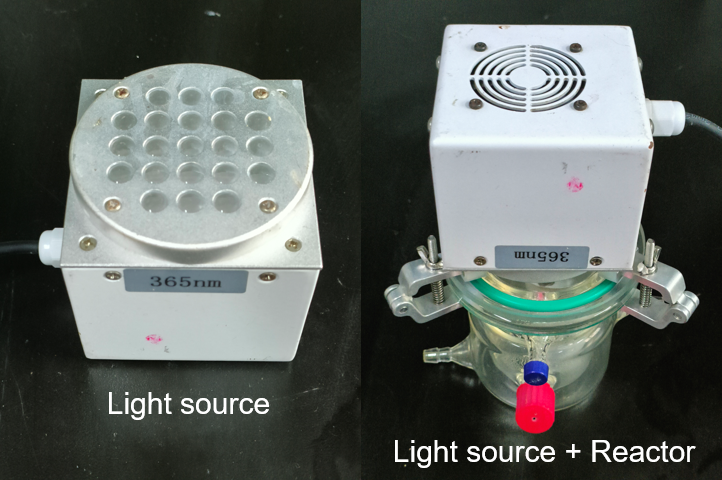 365nm
Light source
365nm
Light source + Reactor